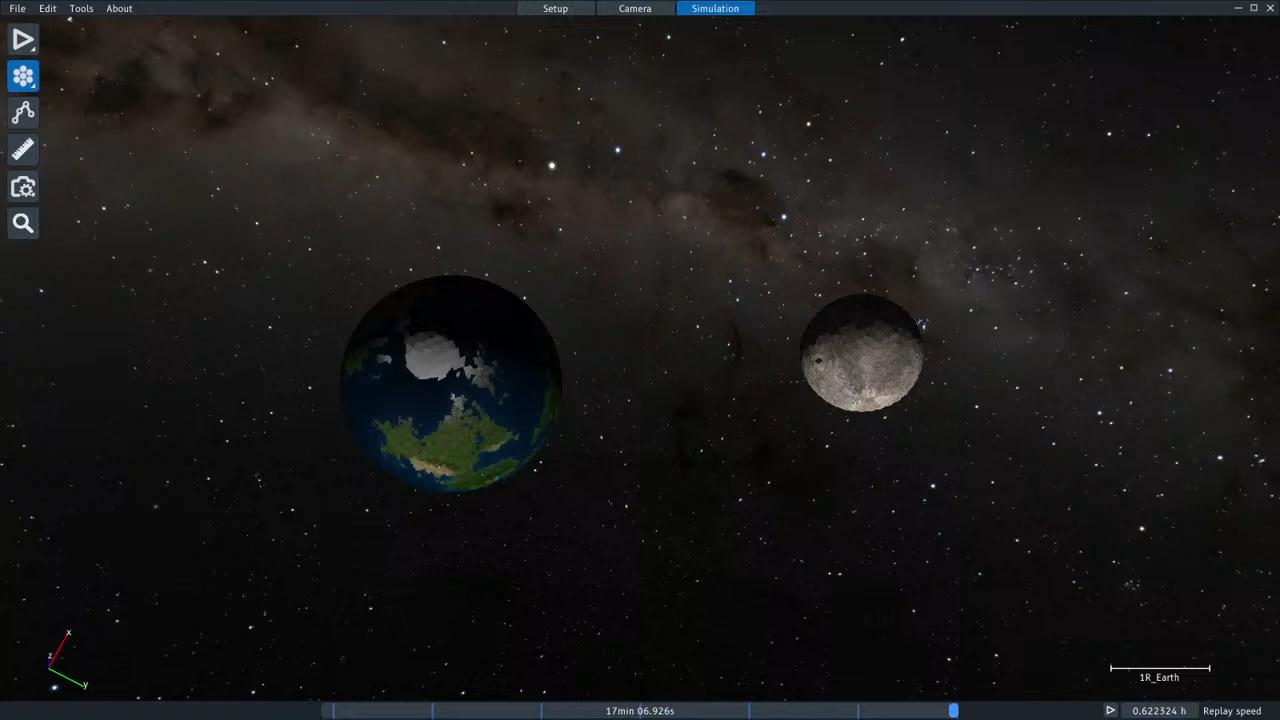 File Edit Tools About Setup Camera Simulation
x
z
y
1R_Earth
17min 06.926s 0.622324 h Replay speed